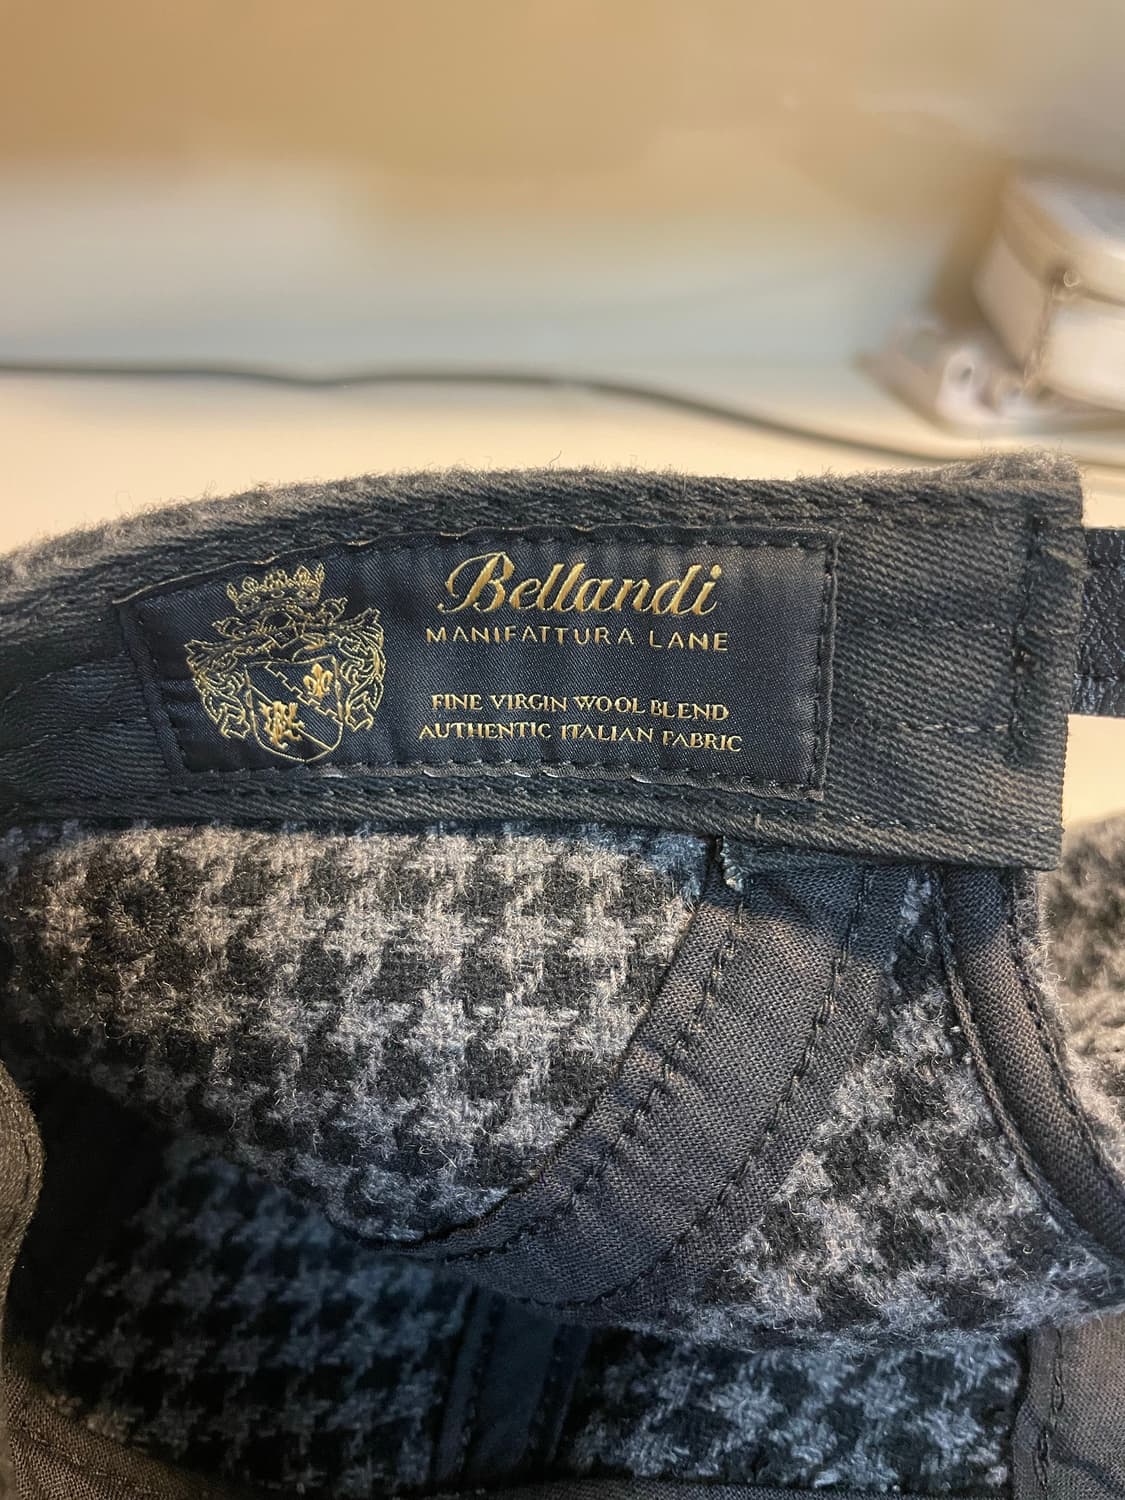 Bellandi
MANIFATTURA LANE
FINE VIRGIN WOOL BLEND
AUTHENTIC ITALIAN FABRIC